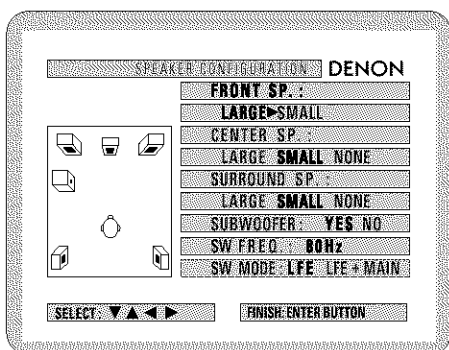 SPEAKER CONFIGURATION DENON
FRONT SP. :
LARGE►SMALL
CENTER SP. :
LARGE SMALL NONE
SURROUND SP. :
LARGE SMALL NONE
SUBWOOFER : YES NO
SW FREQ. : 80Hz
SW MODE : LFE LFE + MAIN
SELECT : ▼ ▲ ◄ ► FINISH: ENTER BUTTON